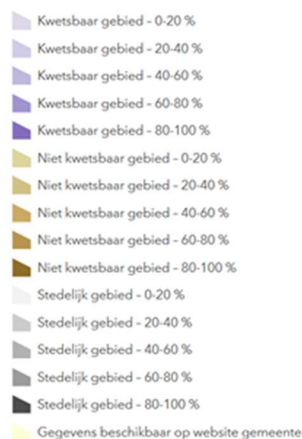 Kwetsbaar gebied - 0-20 %
Kwetsbaar gebied - 20-40 %
Kwetsbaar gebied - 40-60 %
Kwetsbaar gebied - 60-80 %
Kwetsbaar gebied - 80-100 %
Niet kwetsbaar gebied - 0-20 %
Niet kwetsbaar gebied - 20-40 %
Niet kwetsbaar gebied - 40-60 %
Niet kwetsbaar gebied - 60-80 %
Niet kwetsbaar gebied - 80-100 %
Stedelijk gebied - 0-20 %
Stedelijk gebied - 20-40 %
Stedelijk gebied - 40-60 %
Stedelijk gebied - 60-80 %
Stedelijk gebied - 80-100 %
Gegevens beschikbaar op website gemeente